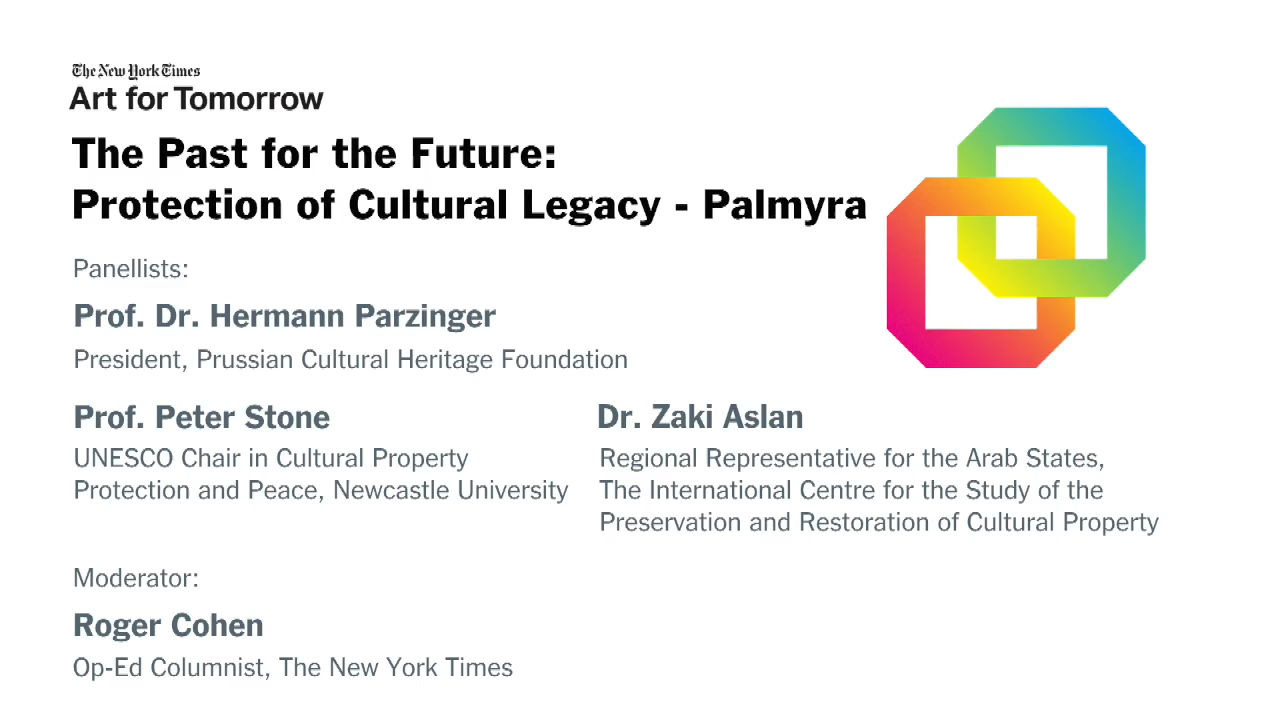 The New York Times
Art for Tomorrow
The Past for the Future:
Protection of Cultural Legacy - Palmyra
Panellists:
Prof. Dr. Hermann Parzinger
President, Prussian Cultural Heritage Foundation
Prof. Peter Stone
UNESCO Chair in Cultural Property
Protection and Peace, Newcastle University
Dr. Zaki Aslan
Regional Representative for the Arab States,
The International Centre for the Study of the
Preservation and Restoration of Cultural Property
Moderator:
Roger Cohen
Op-Ed Columnist, The New York Times